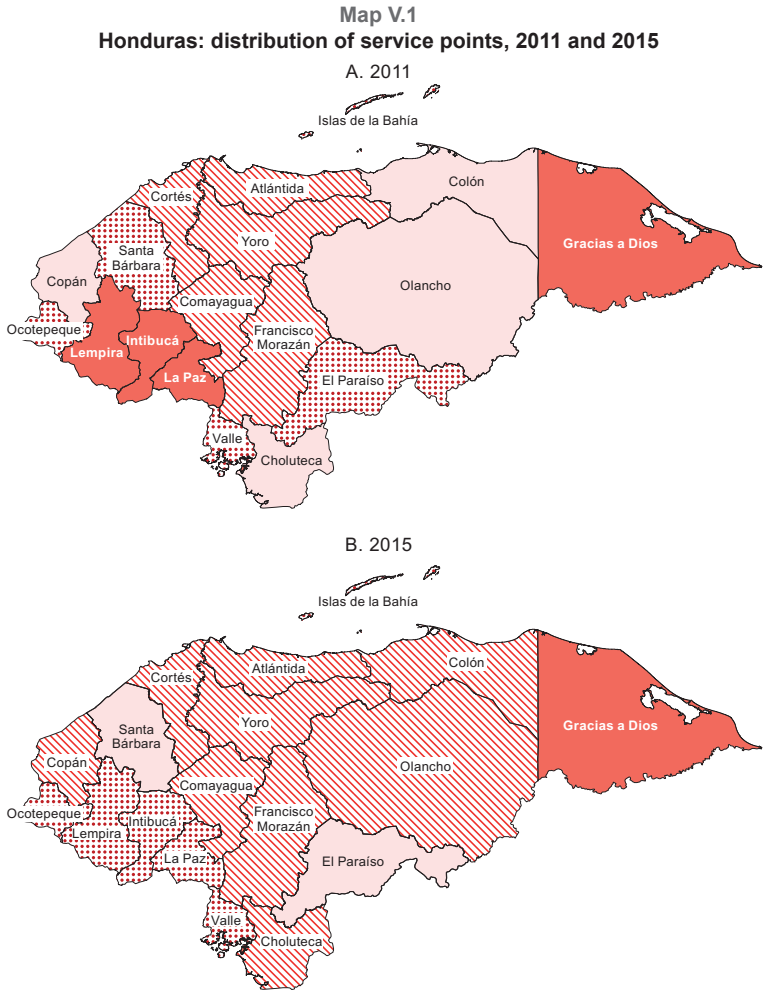 Map V.1
Honduras: distribution of service points, 2011 and 2015
A. 2011
Islas de la Bahía
Cortés
Atlántida
Colón
Yoro
Gracias a Dios
Santa
Bárbara
Copán
Olancho
Comayagua
Ocotepeque
Francisco
Morazán
Intibucá
Lempira
La Paz
El Paraíso
Valle
Choluteca
B. 2015
Islas de la Bahía
Cortés
Atlántida
Colón
Yoro
Gracias a Dios
Santa
Bárbara
Copán
Olancho
Comayagua
Ocotepeque
Francisco
Morazán
Intibucá
Lempira
La Paz
El Paraíso
Valle
Choluteca